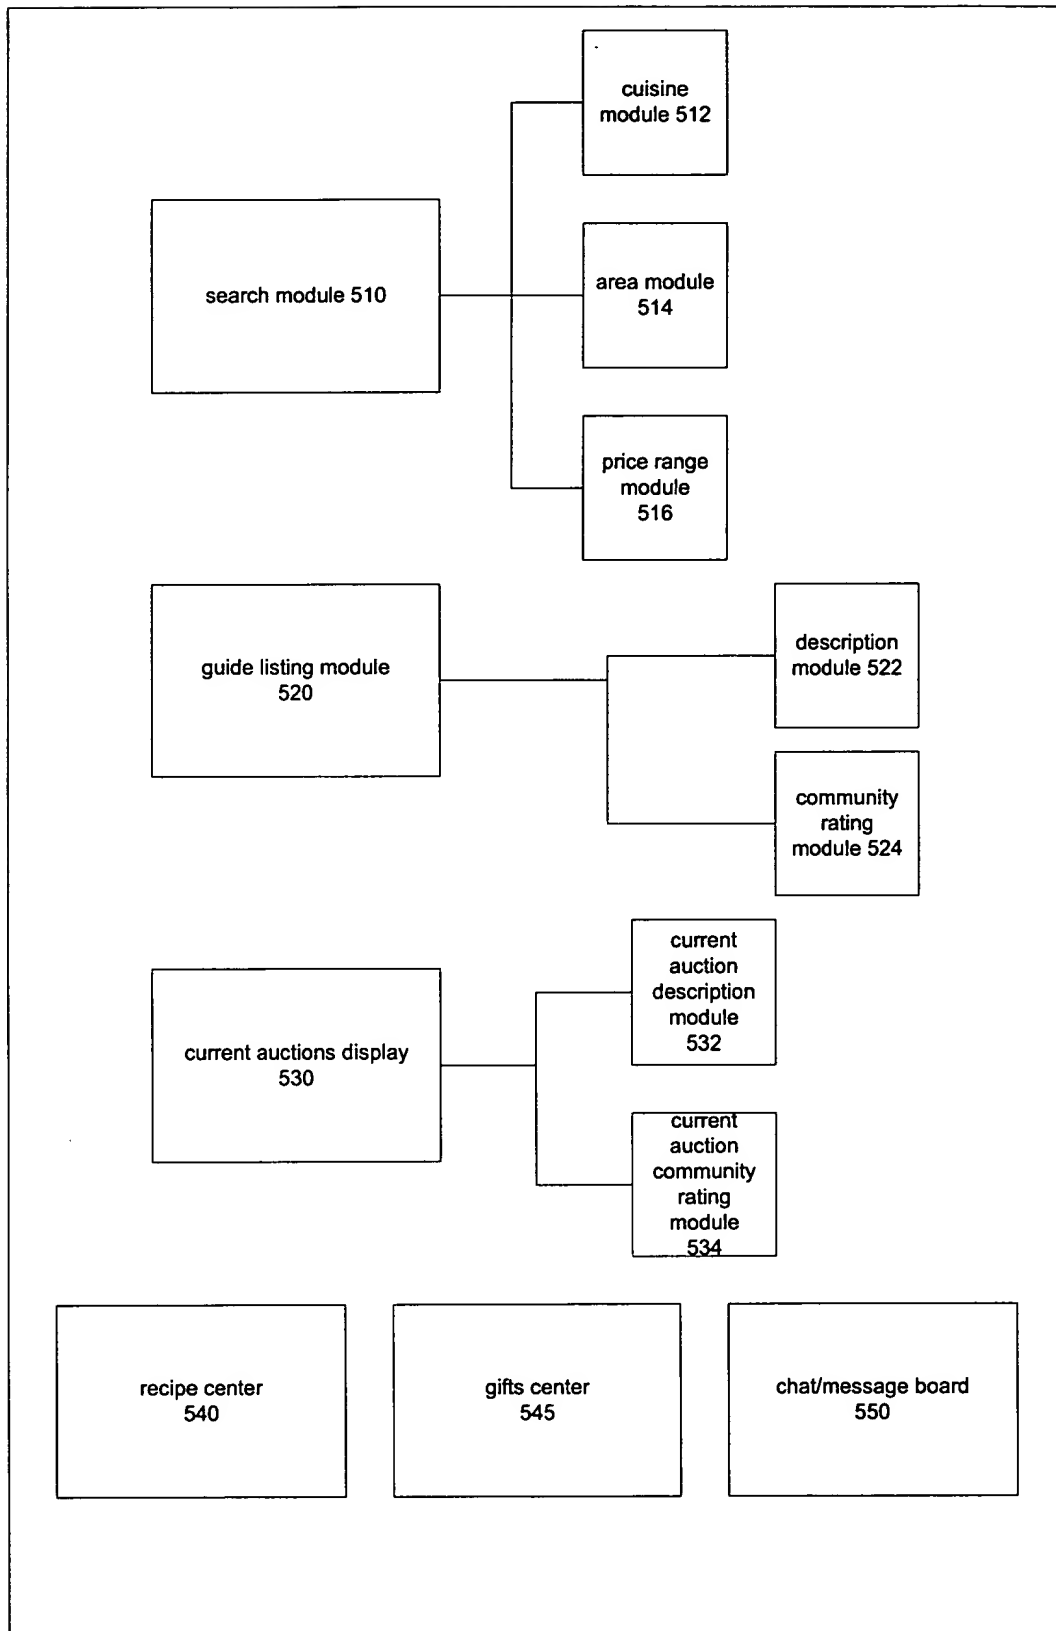 cuisine
module 512
search module 510
area module
514
price range
module
516
guide listing module
520
description
module 522
community
rating
module 524
current auctions display
530
current
auction
description
module
532
current
auction
community
rating
module
534
recipe center
540
gifts center
545
chat/message board
550